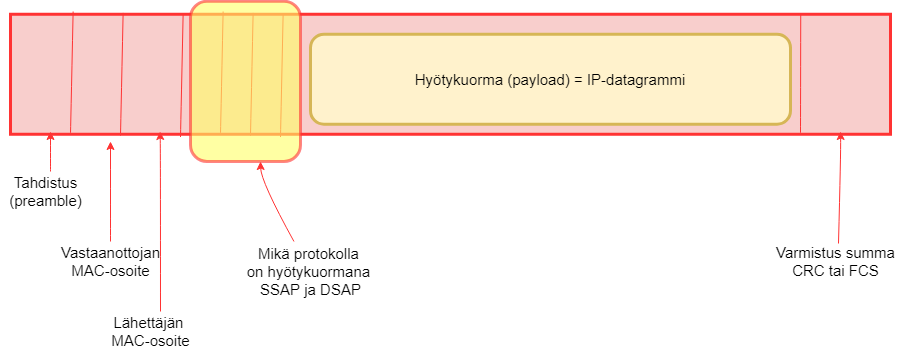 Hyötykuorma (payload) = IP-datagrammi
Tahdistus
(preamble)
Vastaanottojan
MAC-osoite
Lähettäjän
MAC-osoite
Mikä protokolla
on hyötykuormana
SSAP ja DSAP
Varmistus summa
CRC tai FCS